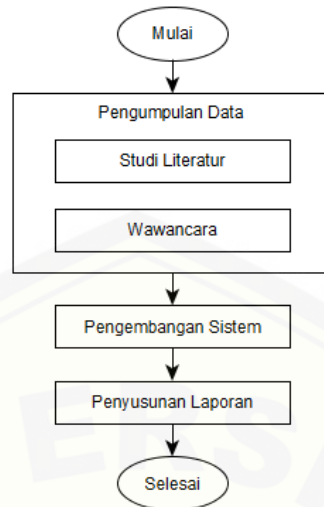 Mulai
Pengumpulan Data
Studi Literatur
Wawancara
Pengembangan Sistem
Penyusunan Laporan
Selesai